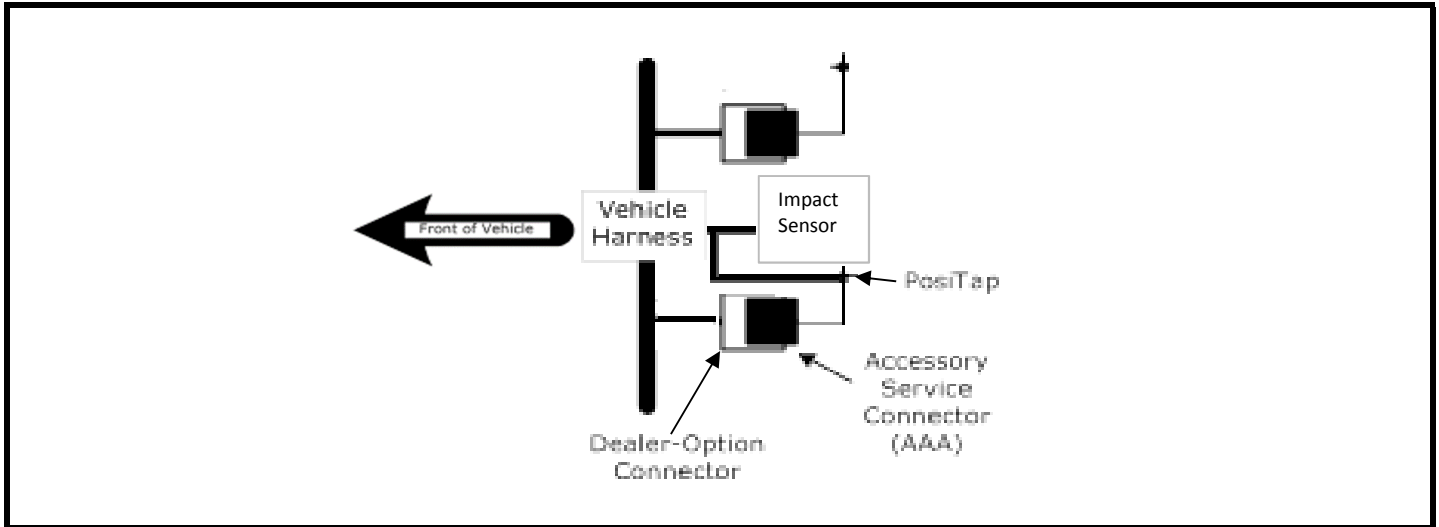 Impact
Sensor
Vehicle
Harness
Front of Vehicle
PosiTap
Accessory
Service
Connector
(AAA)
Dealer-Option
Connector